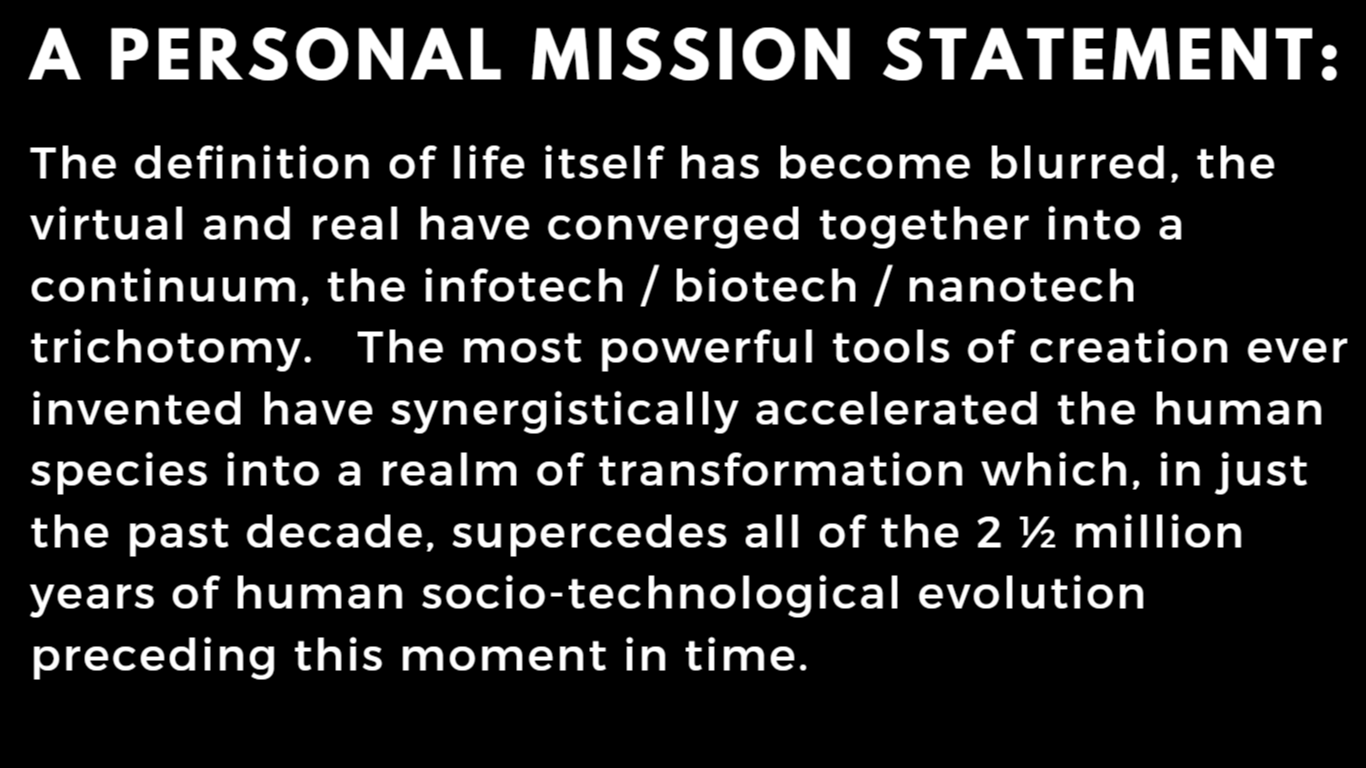 A PERSONAL MISSION STATEMENT:
The definition of life itself has become blurred, the
virtual and real have converged together into a
continuum, the infotech / biotech / nanotech
trichotomy.   The most powerful tools of creation ever
invented have synergistically accelerated the human
species into a realm of transformation which, in just
the past decade, supercedes all of the 2 ½ million
years of human socio-technological evolution
preceding this moment in time.